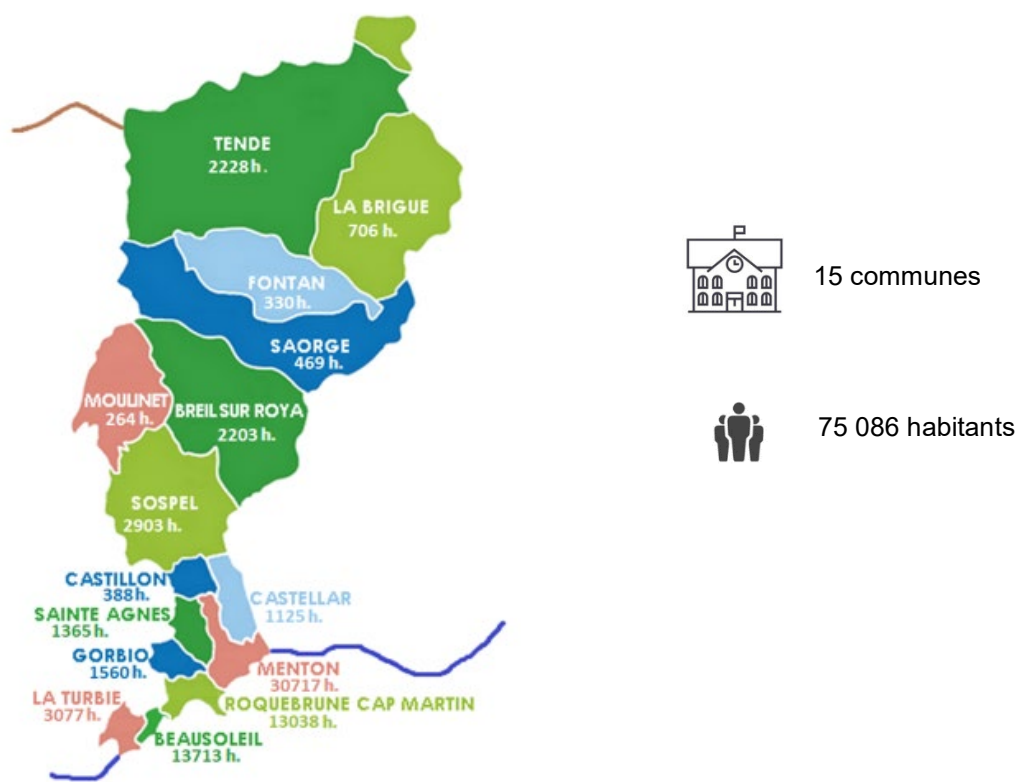 TENDE
2228 h.
LA BRIGUE
706 h.
FONTAN
330 h.
SAORGE
469 h.
MOULINET
264 h.
BREIL SUR ROYA
2203 h.
SOSPEL
2903 h.
CASTILLON
388 h.
CASTELLAR
1125 h.
SAINTE AGNES
1365 h.
GORBIO
1560 h.
MENTON
30717 h.
LA TURBIE
3077 h.
ROQUEBRUNE CAP MARTIN
13038 h.
BEAUSOLEIL
13713 h.
15 communes
75 086 habitants